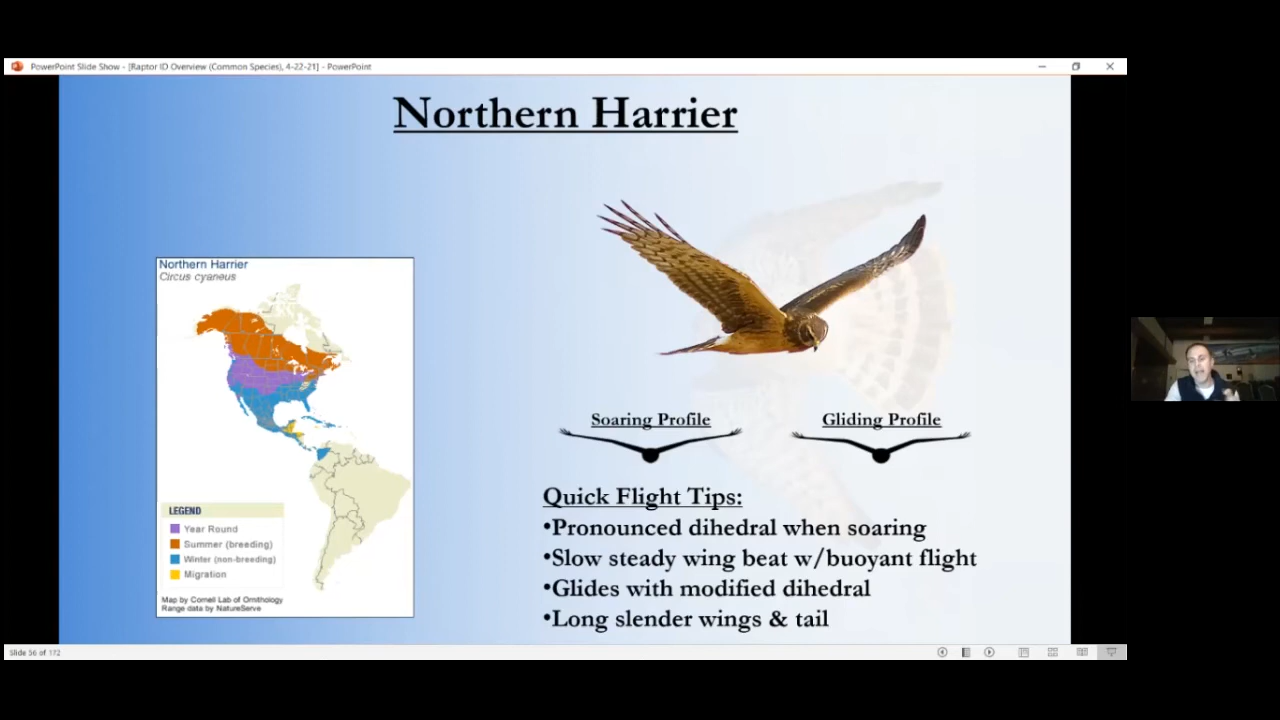 PowerPoint Slide Show - [Raptor ID Overview (Common Species), 4-22-21] - PowerPoint
Northern Harrier
Northern Harrier
Circus cyaneus
LEGEND
Year Round
Summer (breeding)
Winter (non-breeding)
Migration
Map by Cornell Lab of Ornithology
Range data by NatureServe
Soaring Profile
Gliding Profile
Quick Flight Tips:
•Pronounced dihedral when soaring
•Slow steady wing beat w/buoyant flight
•Glides with modified dihedral
•Long slender wings & tail
Slide 36 of 172